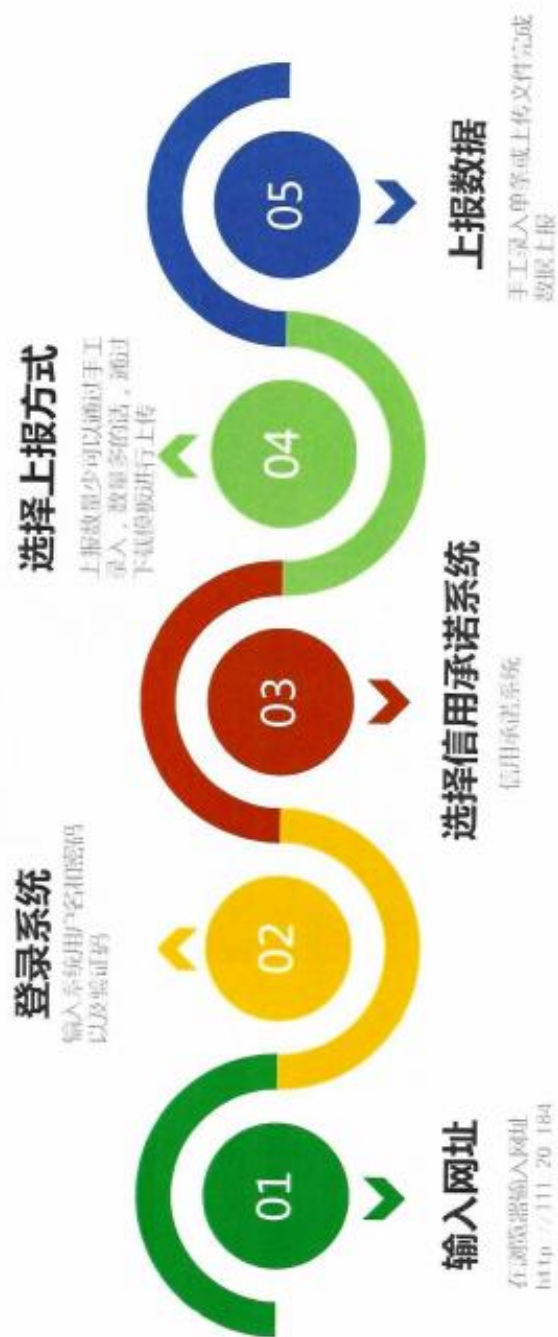 01
输入网址
在浏览器输入网址
http://111.20.184
02
登录系统
输入系统用户名和密码
以及验证码
03
选择信用承诺系统
信用承诺系统
04
选择上报方式
上报数量少可以通过手工
录入，数量多的话，通过
下载模板进行上传
05
上报数据
手工录入单条或上传文件完成
数据上报